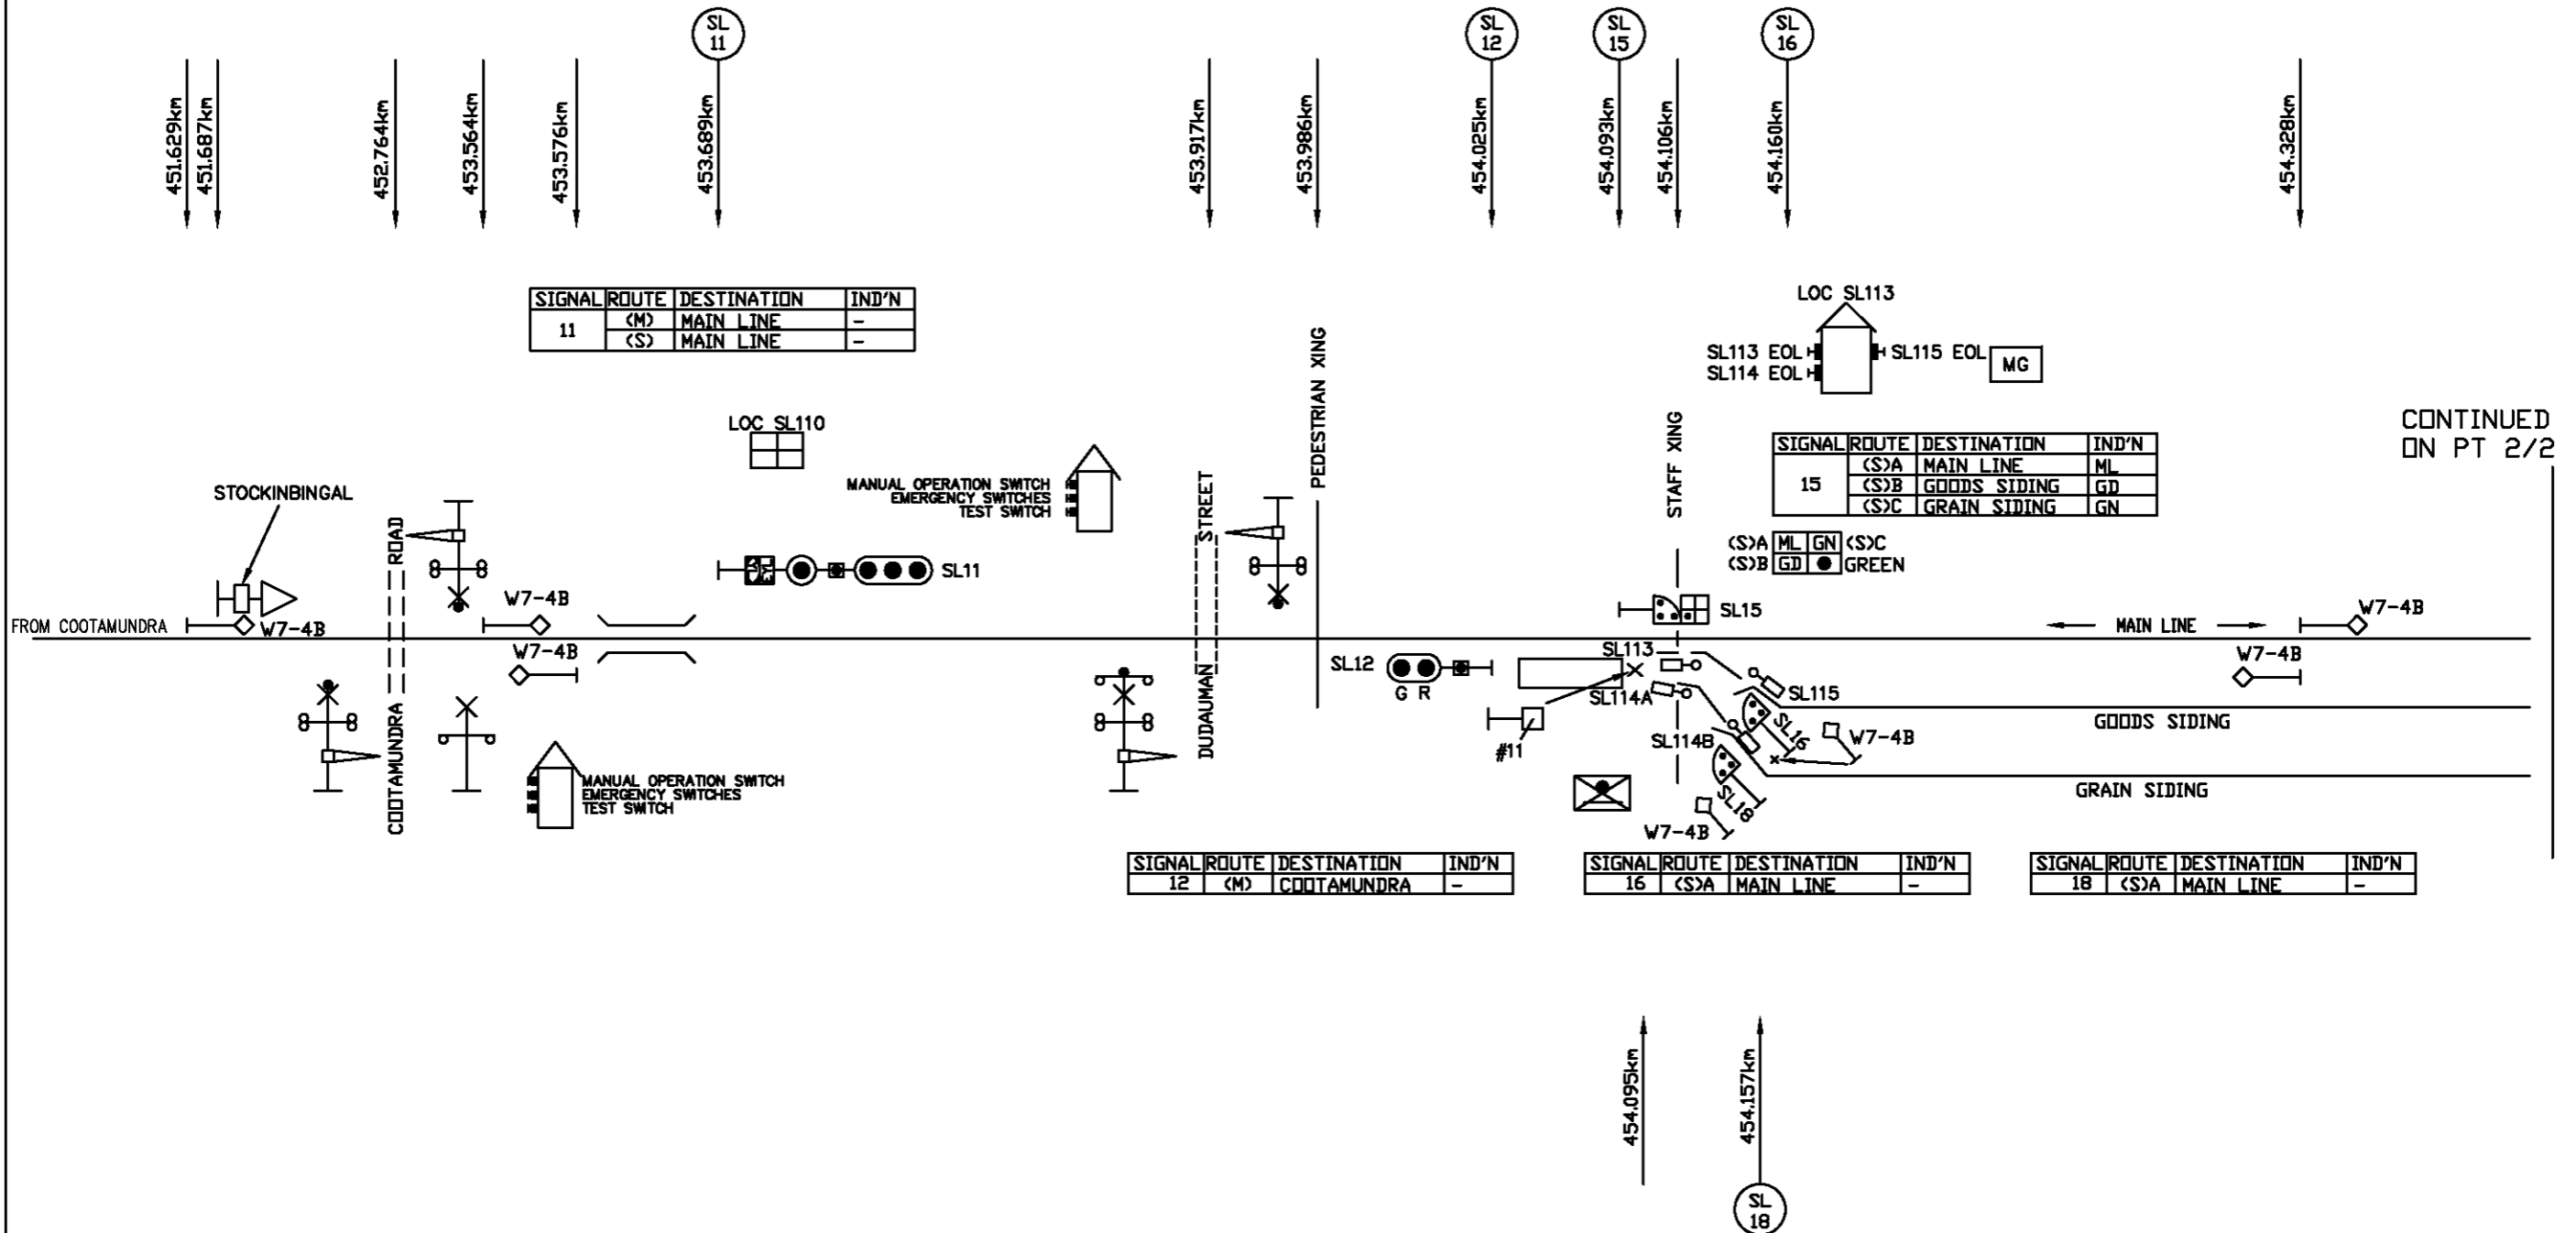 SL 11
SL 12
SL 15
SL 16
451.629km
451.687km
452.764km
453.564km
453.576km
453.689km
453.917km
453.986km
454.025km
454.093km
454.106km
454.160km
454.328km
SIGNAL ROUTE DESTINATION IND'N
11 (M) MAIN LINE -
(S) MAIN LINE -
LOC SL113
SL113 EOL
SL114 EOL
SL115 EOL
MG
CONTINUED
ON PT 2/2
LOC SL110
PEDESTRIAN XING
STAFF XING
SIGNAL ROUTE DESTINATION IND'N
15 (S)A MAIN LINE ML
(S)B GOODS SIDING GD
(S)C GRAIN SIDING GN
MANUAL OPERATION SWITCH
EMERGENCY SWITCHES
TEST SWITCH
STOCKINBINGAL
COOTAMUNDRA ROAD
DUDAUMAN STREET
(S)A ML GN (S)C
(S)B GD GREEN
SL11
W7-4B
SL15
W7-4B
FROM COOTAMUNDRA
W7-4B
MAIN LINE
W7-4B
SL12
G R
SL113
W7-4B
SL114A
SL115
GOODS SIDING
#11
SL114B
SL16
W7-4B
MANUAL OPERATION SWITCH
EMERGENCY SWITCHES
TEST SWITCH
SL18
GRAIN SIDING
W7-4B
SIGNAL ROUTE DESTINATION IND'N
12 (M) COOTAMUNDRA -
SIGNAL ROUTE DESTINATION IND'N
16 (S)A MAIN LINE -
SIGNAL ROUTE DESTINATION IND'N
18 (S)A MAIN LINE -
454.095km
454.157km
SL 18